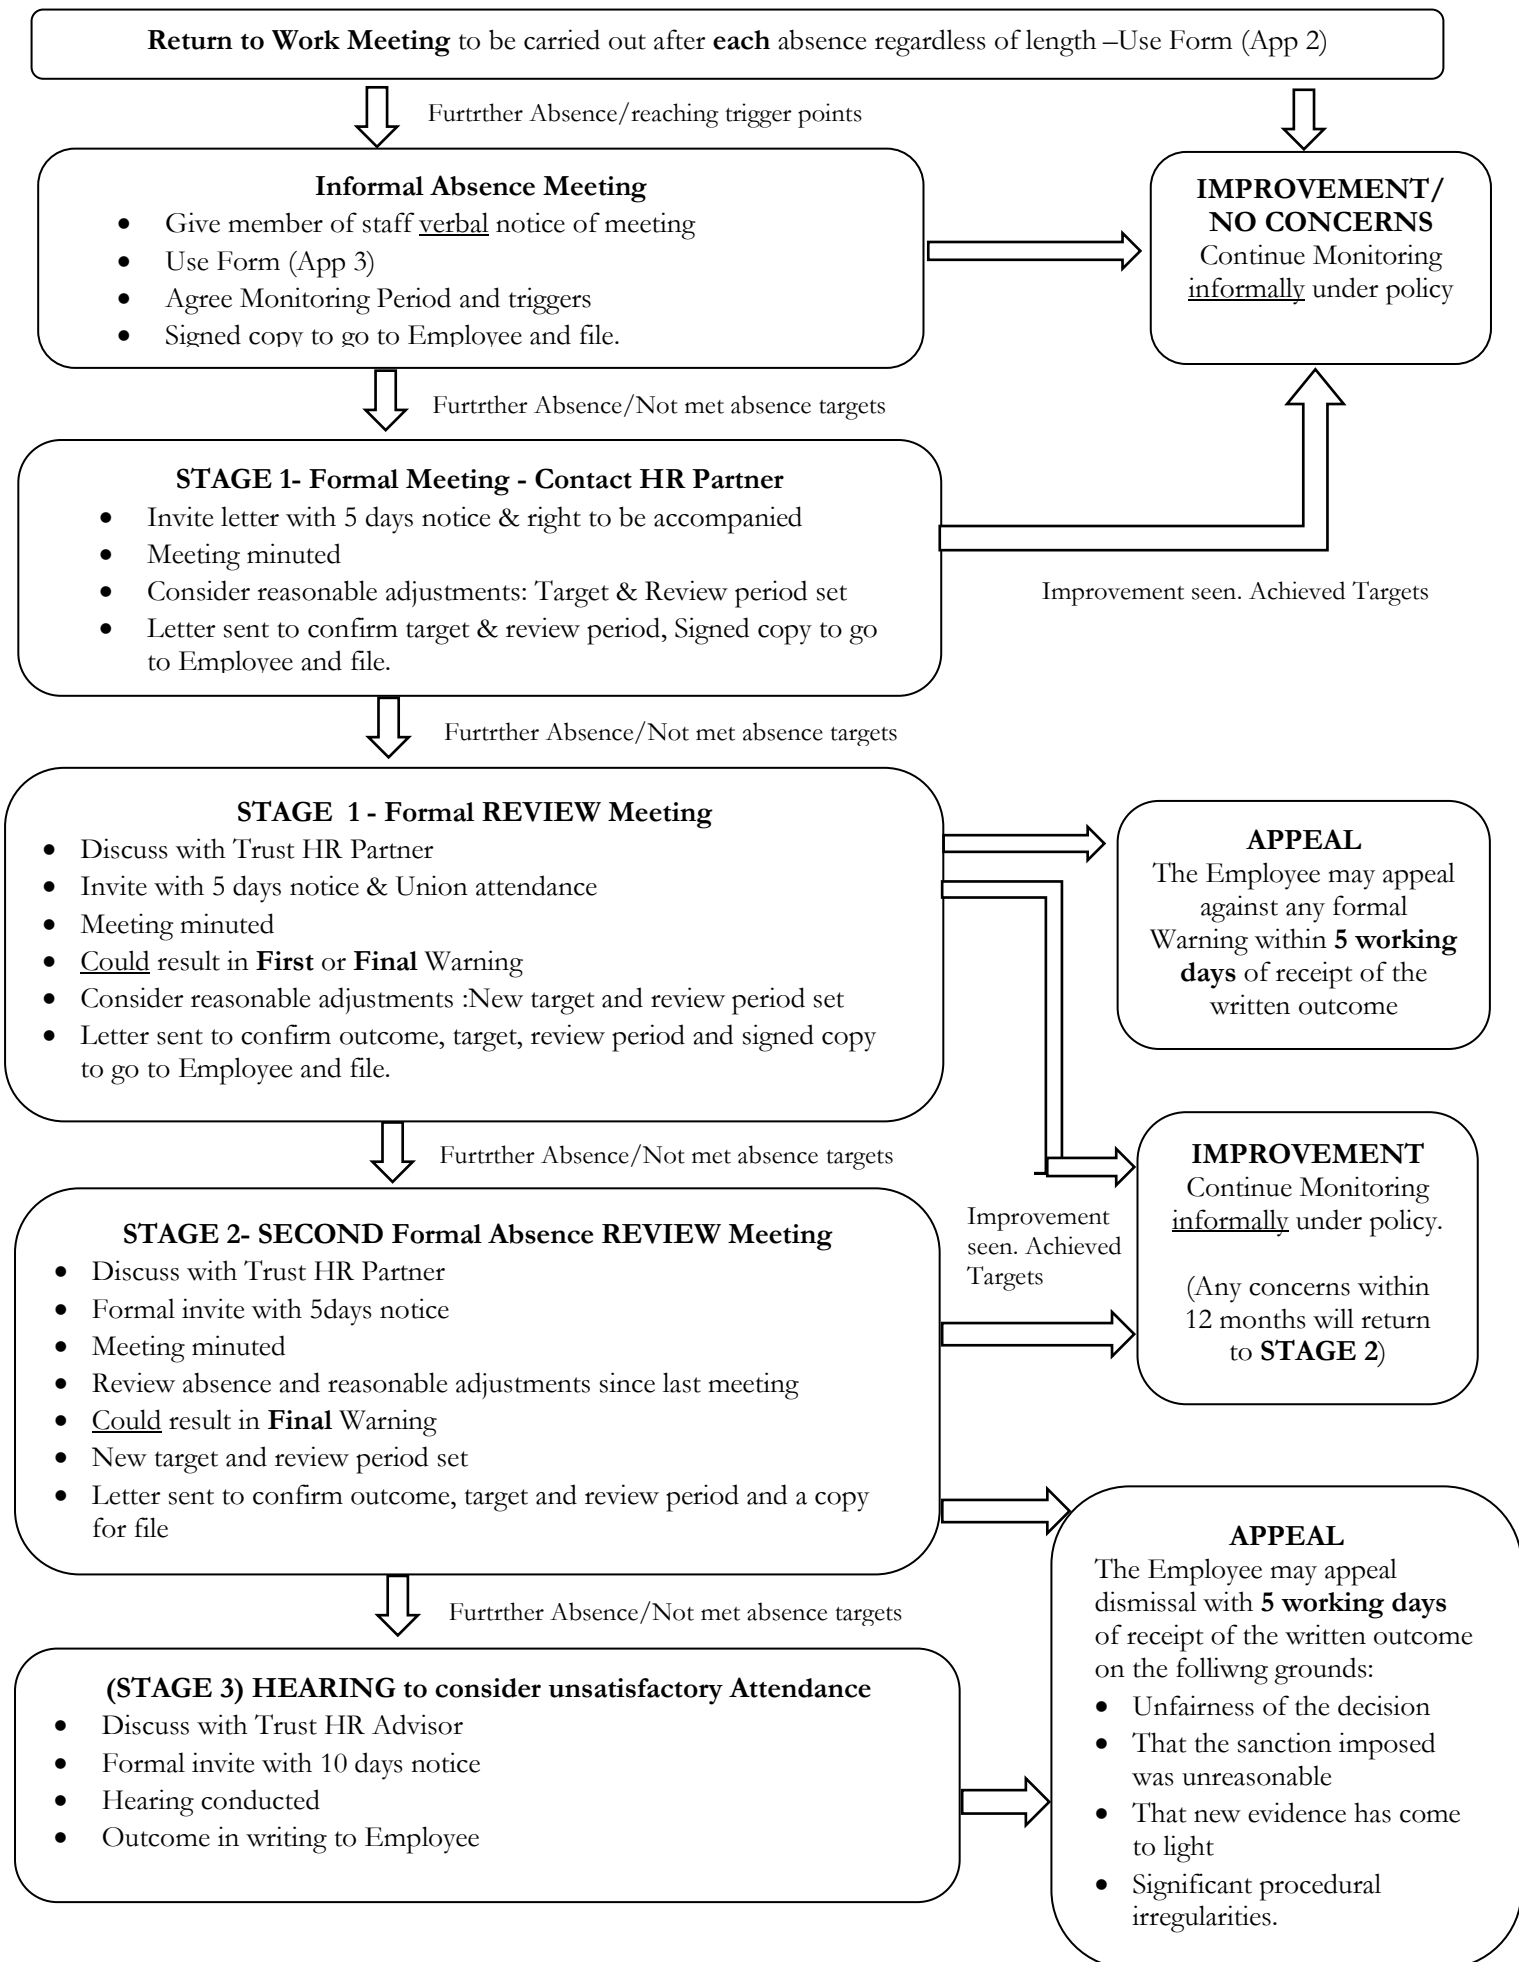 Return to Work Meeting to be carried out after each absence regardless of length –Use Form (App 2)
Furtrther Absence/reaching trigger points
Informal Absence Meeting
• Give member of staff verbal notice of meeting
• Use Form (App 3)
• Agree Monitoring Period and triggers
• Signed copy to go to Employee and file.
IMPROVEMENT/
NO CONCERNS
Continue Monitoring
informally under policy
Furtrther Absence/Not met absence targets
STAGE 1- Formal Meeting - Contact HR Partner
• Invite letter with 5 days notice & right to be accompanied
• Meeting minuted
• Consider reasonable adjustments: Target & Review period set
• Letter sent to confirm target & review period, Signed copy to go
to Employee and file.
Improvement seen. Achieved Targets
Furtrther Absence/Not met absence targets
STAGE  1 - Formal REVIEW Meeting
• Discuss with Trust HR Partner
• Invite with 5 days notice & Union attendance
• Meeting minuted
• Could result in First or Final Warning
• Consider reasonable adjustments :New target and review period set
• Letter sent to confirm outcome, target, review period and signed copy
to go to Employee and file.
APPEAL
The Employee may appeal
against any formal
Warning within 5 working
days of receipt of the
written outcome
Furtrther Absence/Not met absence targets
Improvement
seen. Achieved
Targets
IMPROVEMENT
Continue Monitoring
informally under policy.
(Any concerns within
12 months will return
to STAGE 2)
STAGE 2- SECOND Formal Absence REVIEW Meeting
• Discuss with Trust HR Partner
• Formal invite with 5days notice
• Meeting minuted
• Review absence and reasonable adjustments since last meeting
• Could result in Final Warning
• New target and review period set
• Letter sent to confirm outcome, target and review period and a copy
for file
Furtrther Absence/Not met absence targets
(STAGE 3) HEARING to consider unsatisfactory Attendance
• Discuss with Trust HR Advisor
• Formal invite with 10 days notice
• Hearing conducted
• Outcome in writing to Employee
APPEAL
The Employee may appeal
dismissal with 5 working days
of receipt of the written outcome
on the folliwng grounds:
• Unfairness of the decision
• That the sanction imposed
was unreasonable
• That new evidence has come
to light
• Significant procedural
irregularities.